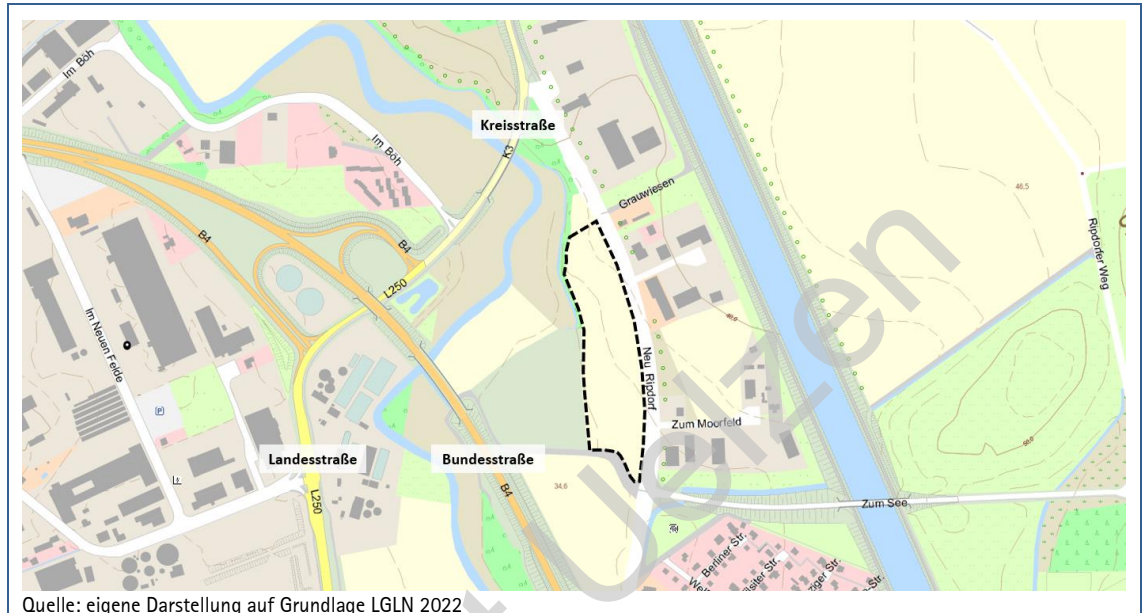 Im Böh
Kreisstraße
K3
Im Böh
Grauwiesen
46,5
Ripdorfer Weg
B4
B4
L250
Im Neuen Felde
P
Neu Ripdorf
Zum Moorfeld
Landesstraße
Bundesstraße
34,6
L250
B4
Zum See
Berliner Str.
Uelzen
Quelle: eigene Darstellung auf Grundlage LGLN 2022